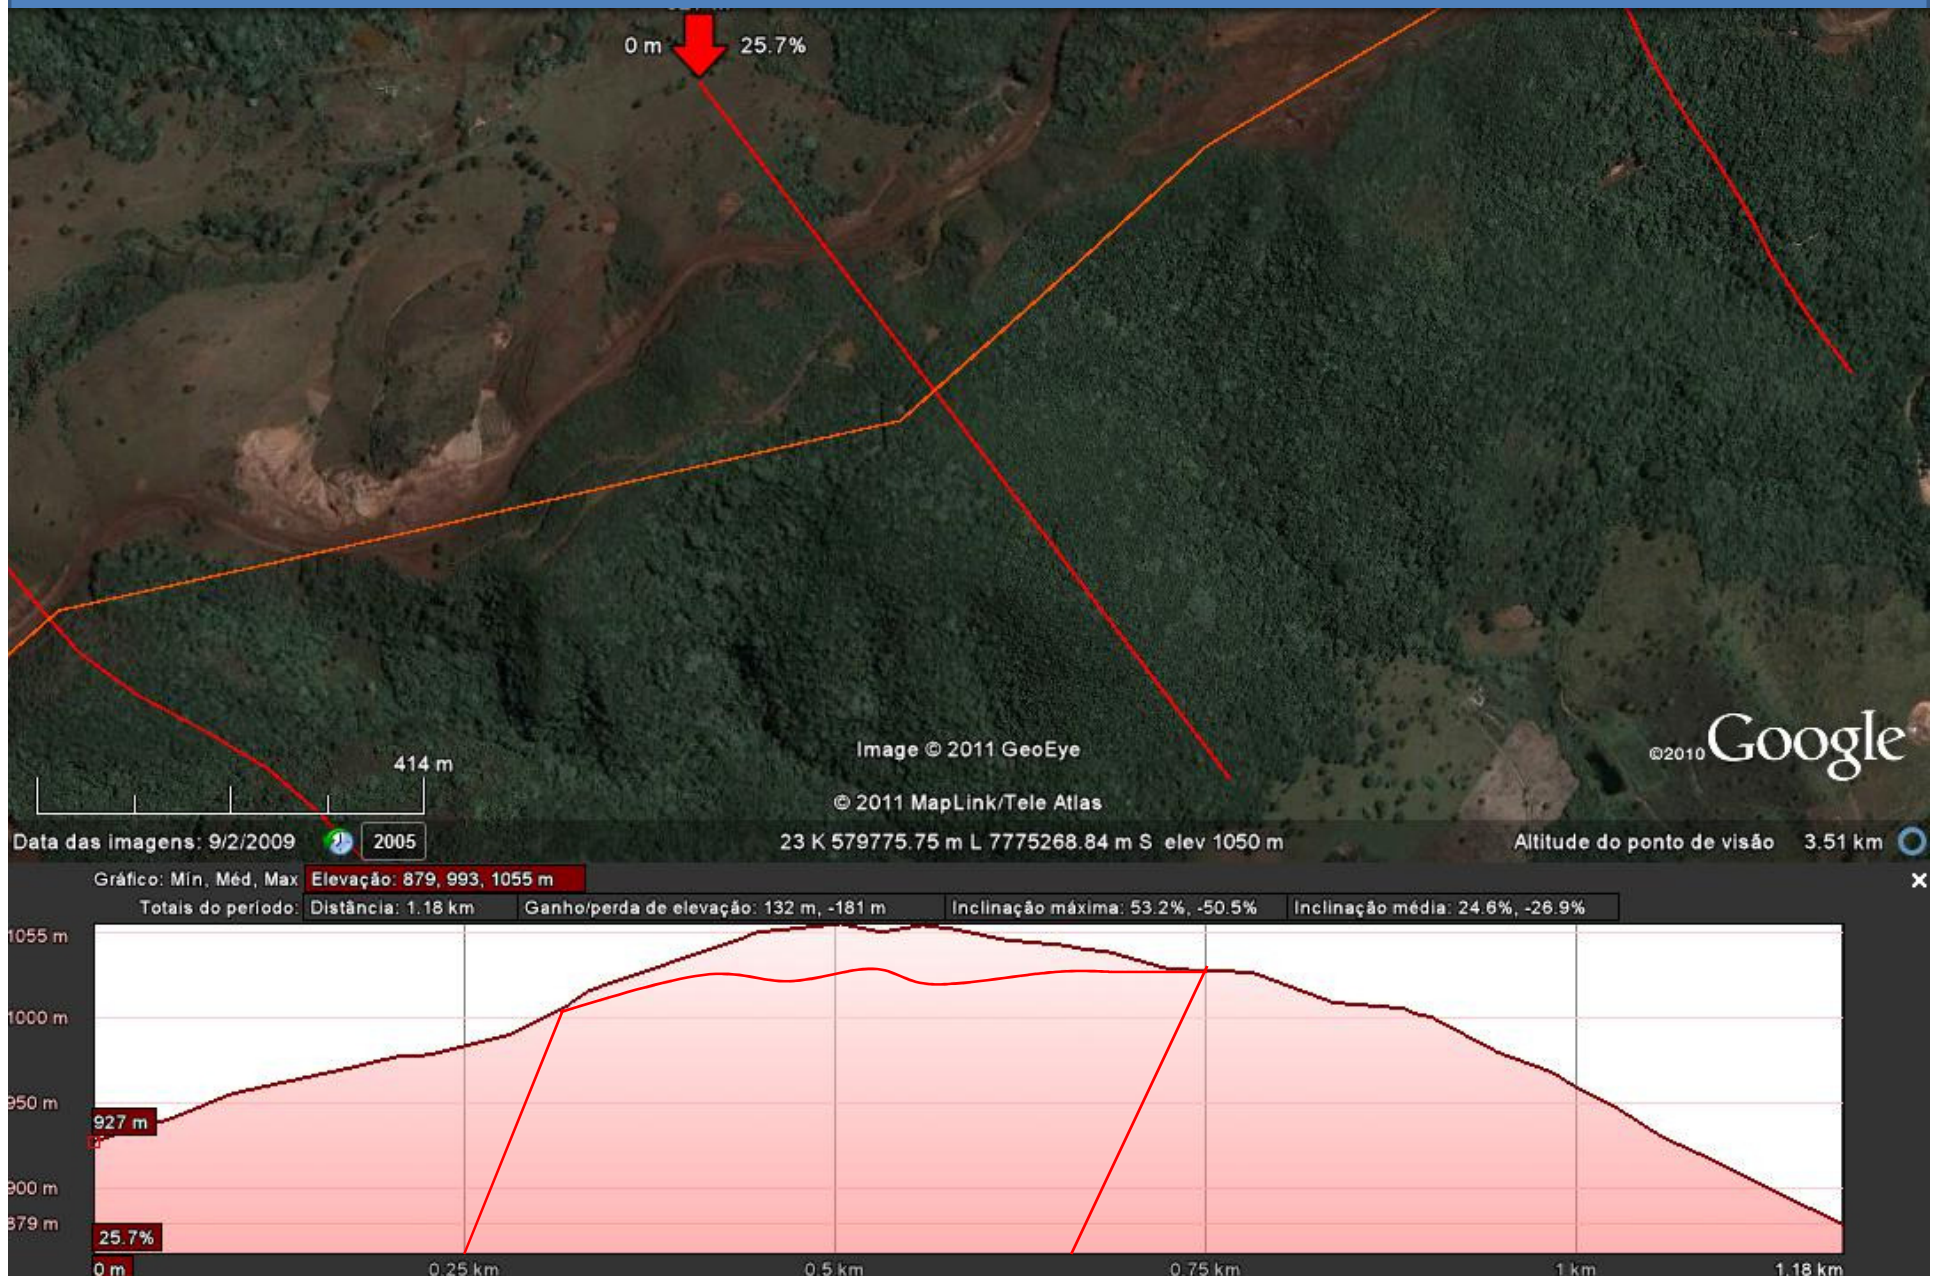 0 m 25.7%
414 m
Image © 2011 GeoEye
©2010 Google
© 2011 MapLink/Tele Atlas
Data das imagens: 9/2/2009 2005 23 K 579775.75 m L 7775268.84 m S elev 1050 m Altitude do ponto de visão 3.51 km
Gráfico: Mín, Méd, Max Elevação: 879, 993, 1055 m
Totais do período: Distância: 1.18 km Ganho/perda de elevação: 132 m, -181 m Inclinação máxima: 53.2%, -50.5% Inclinação média: 24.6%, -26.9%
1055 m
1000 m
950 m
927 m
900 m
879 m
25.7%
0 m 0.25 km 0.5 km 0.75 km 1 km 1.18 km